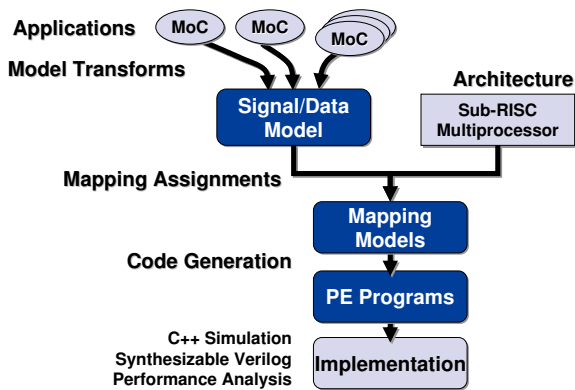 Applications
MoC
MoC
MoC
Model Transforms
Architecture
Signal/Data
Model
Sub-RISC
Multiprocessor
Mapping Assignments
Mapping
Models
Code Generation
PE Programs
C++ Simulation
Synthesizable Verilog
Performance Analysis
Implementation